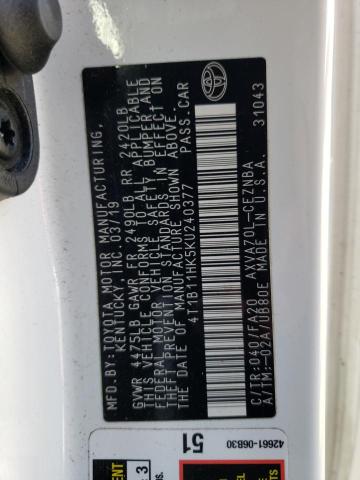 MFD.BY:TOYOTA MOTOR MANUFACTURING,
KENTUCKY, INC. 03/19
GVWR 4475LB GAWR FR 2490LB RR 2420LB
THIS VEHICLE CONFORMS TO ALL APPLICABLE
FEDERAL MOTOR VEHICLE SAFETY, BUMPER AND
THEFT PREVENTION STANDARDS IN EFFECT ON
THE DATE OF MANUFACTURE SHOWN ABOVE.
4T1B11HK5KU240377 PASS.CAR
C/TR:040/FA20 AXVA70L-CEZNBA
A/TM:-02A/UB80E MADE IN U.S.A.
31043
51
42661-06B30